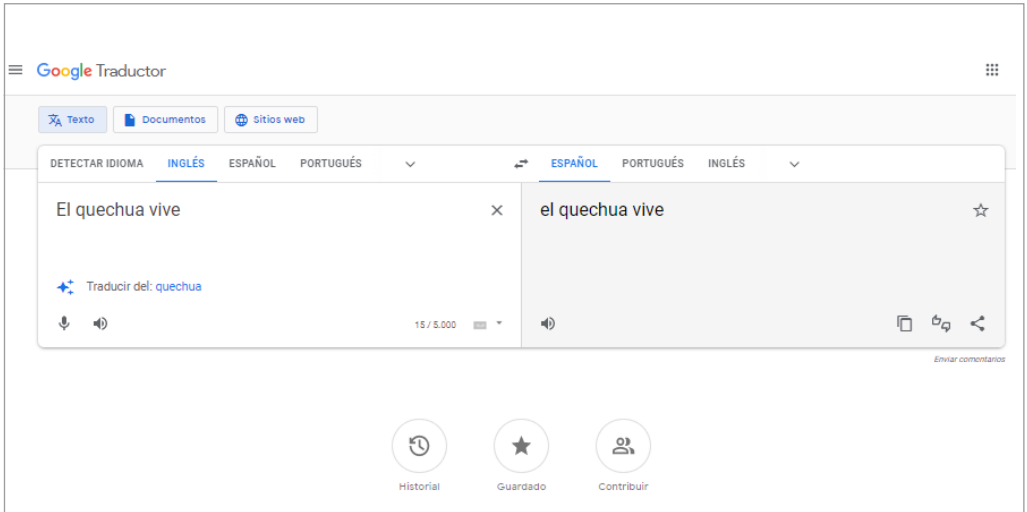 Google Traductor
Texto Documentos Sitios web
DETECTAR IDIOMA INGLÉS ESPAÑOL PORTUGUÉS ESPAÑOL PORTUGUÉS INGLÉS
El quechua vive
el quechua vive
Traducir del: quechua
15 / 5.000
Enviar comentarios
Historial Guardado Contribuir